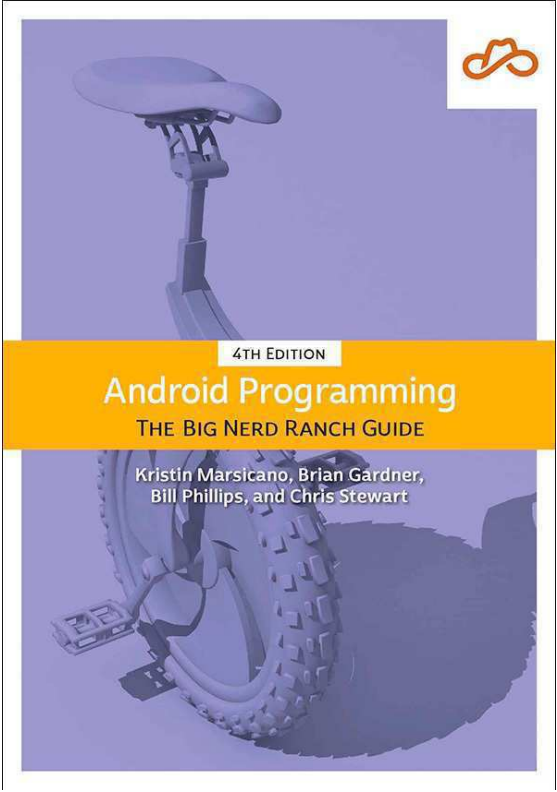 4TH EDITION
Android Programming
THE BIG NERD RANCH GUIDE
Kristin Marsicano, Brian Gardner,
Bill Phillips, and Chris Stewart